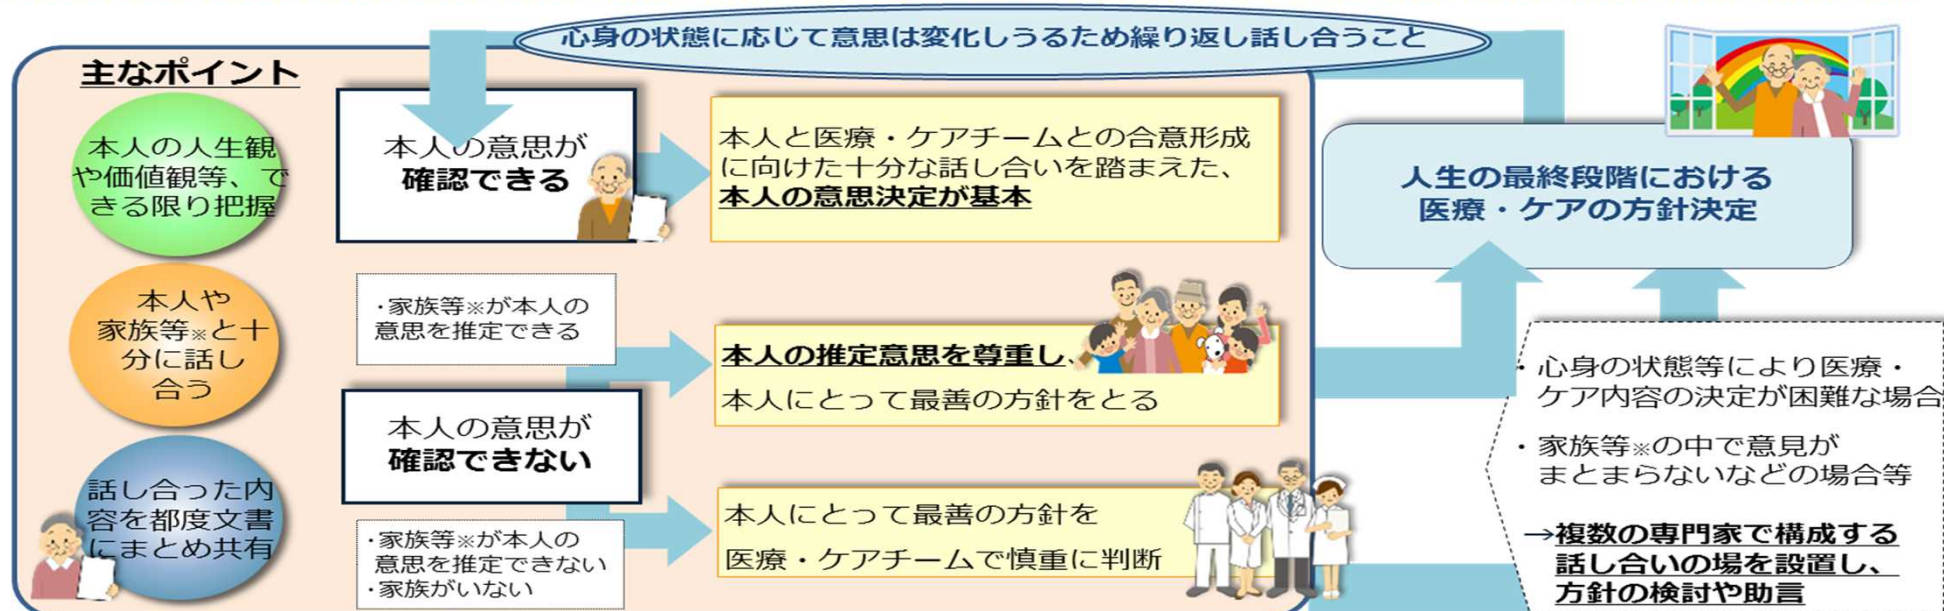 心身の状態に応じて意思は変化しうるため繰り返し話し合うこと
主なポイント
本人の人生観
や価値観等、で
きる限り把握
本人や
家族等※と十
分に話し
合う
話し合った内
容を都度文書
にまとめ共有
本人の意思が
確認できる
本人と医療・ケアチームとの合意形成
に向けた十分な話し合いを踏まえた、
本人の意思決定が基本
・家族等※が本人の
意思を推定できる
本人の推定意思を尊重し、
本人にとって最善の方針をとる
本人の意思が
確認できない
・家族等※が本人の
意思を推定できない
・家族がいない
本人にとって最善の方針を
医療・ケアチームで慎重に判断
人生の最終段階における
医療・ケアの方針決定
・心身の状態等により医療・
ケア内容の決定が困難な場合
・家族等※の中で意見が
まとまらないなどの場合等
→複数の専門家で構成する
話し合いの場を設置し、
方針の検討や助言